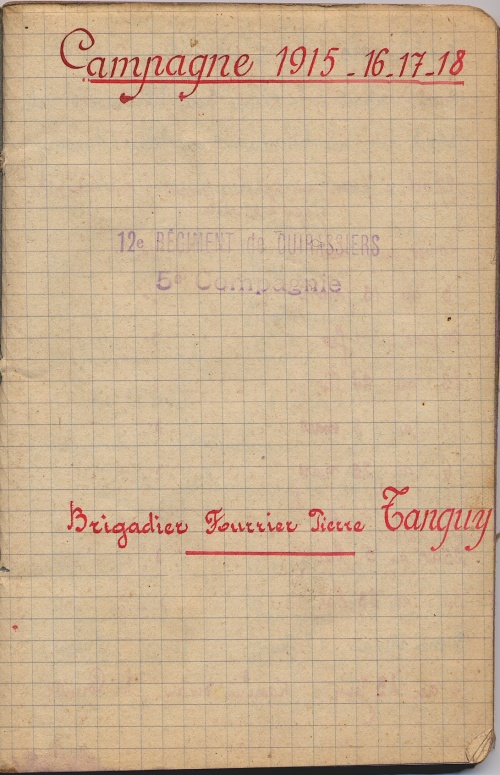 Campagne 1915-16-17-18
12e RÉGIMENT de CUIRASSIERS
5e Compagnie
Brigadier Fourrier Pierre Tanguy